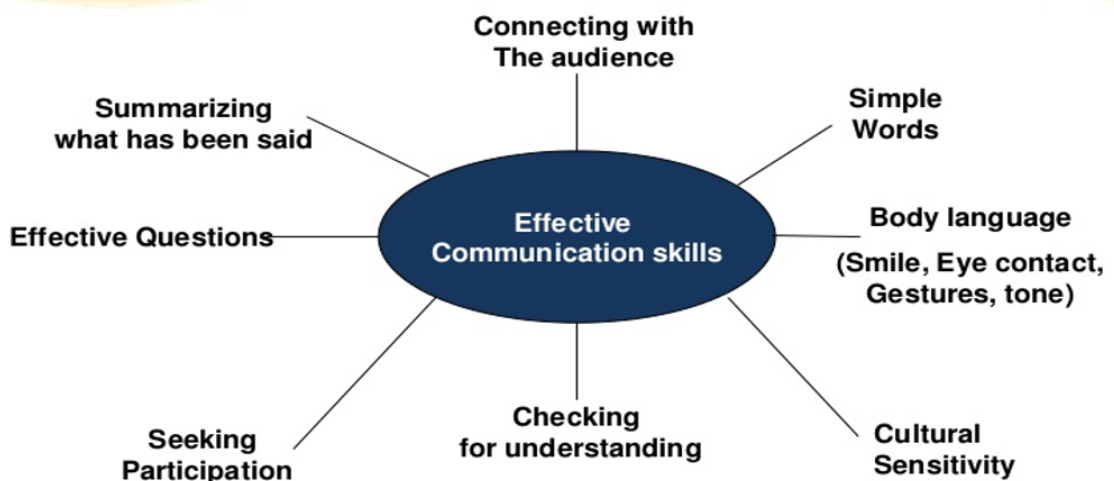 Connecting with
The audience
Simple
Words
Body language
(Smile, Eye contact,
Gestures, tone)
Cultural
Sensitivity
Checking
for understanding
Seeking
Participation
Effective Questions
Summarizing
what has been said
Effective
Communication skills